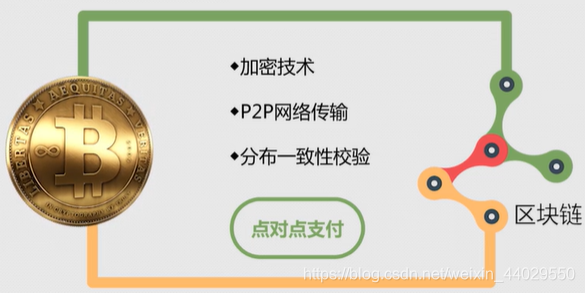 ◆加密技术
◆P2P网络传输
◆分布一致性校验
点对点支付
区块链
LIBERTAS ★ AEQUITAS ★ VERITAS
https://blog.csdn.net/weixin_44029550